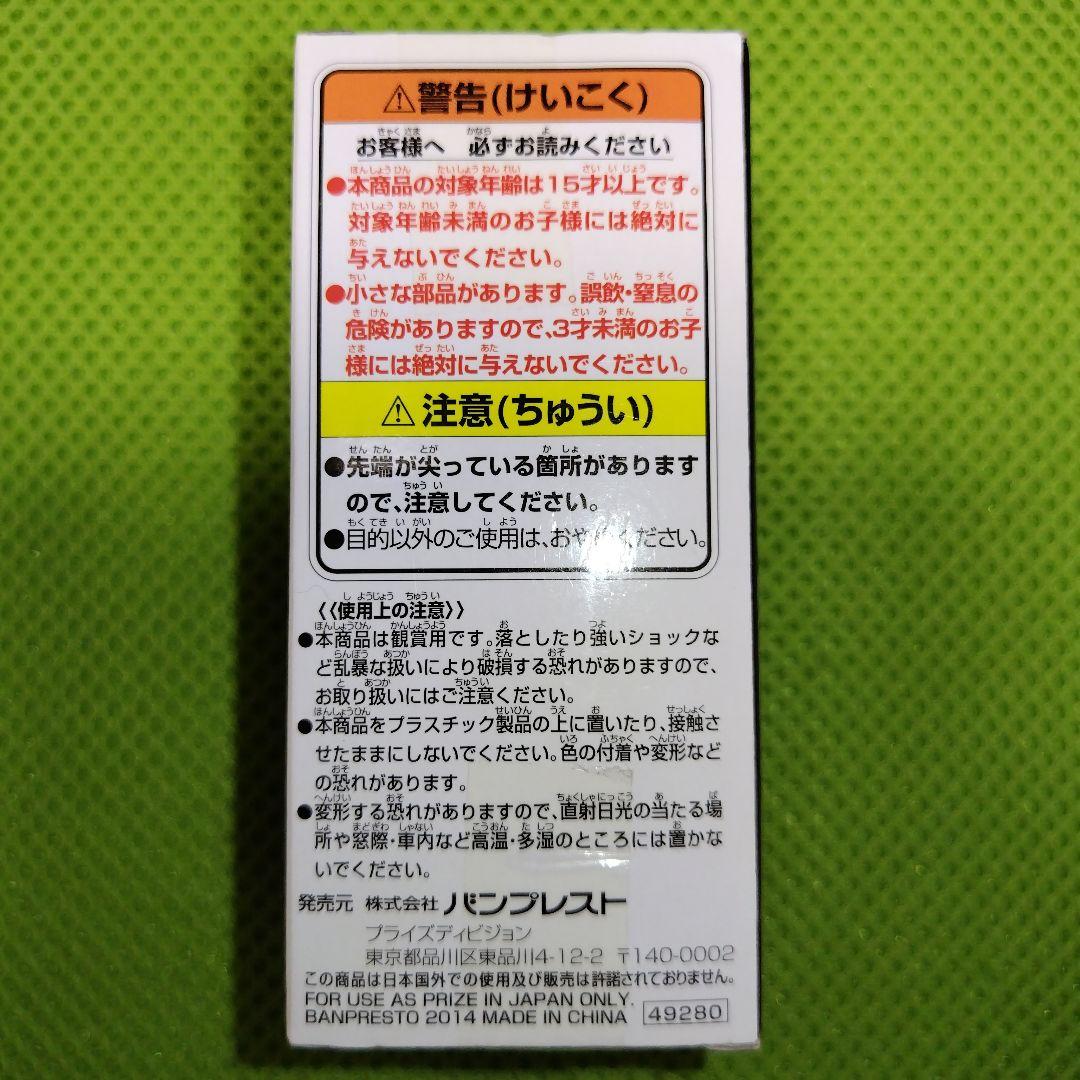 ⚠警告(けいこく)
お客様へ 必ずお読みください
●本商品の対象年齢は15才以上です。
対象年齢未満のお子様には絶対に
与えないでください。
●小さな部品があります。誤飲・窒息の
危険がありますので、3才未満のお子
様には絶対に与えないでください。
⚠注意(ちゅうい)
●先端が尖っている箇所があります
ので、注意してください。
●目的以外のご使用は、おやめください。
〈〈使用上の注意〉〉
●本商品は観賞用です。落としたり強いショックな
ど乱暴な扱いにより破損する恐れがありますので、
お取り扱いにはご注意ください。
●本商品をプラスチック製品の上に置いたり、接触さ
せたままにしないでください。色の付着や変形など
の恐れがあります。
●変形する恐れがありますので、直射日光の当たる場
所や窓際・車内など高温・多湿のところには置かな
いでください。
発売元 株式会社 バンプレスト
プライズディビジョン
東京都品川区東品川4-12-2 〒140-0002
この商品は日本国外での使用及び販売は許諾されておりません。
FOR USE AS PRIZE IN JAPAN ONLY.
BANPRESTO 2014 MADE IN CHINA 49280